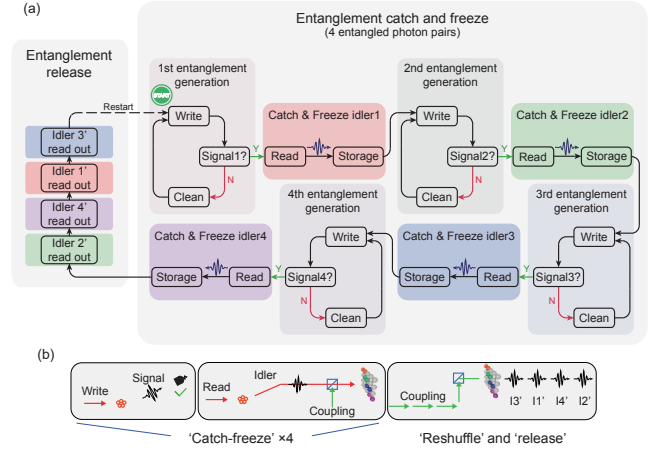 (a)
Entanglement catch and freeze
(4 entangled photon pairs)
Entanglement
release
Restart
Idler 3’
read out
Idler 1’
read out
Idler 4’
read out
Idler 2’
read out
1st entanglement
generation
START
Write
Signal1?
Y
N
Clean
Catch & Freeze idler1
Read
Storage
2nd entanglement
generation
Write
Signal2?
Y
N
Clean
Catch & Freeze idler2
Read
Storage
3rd entanglement
generation
Write
Signal3?
Y
N
Clean
Catch & Freeze idler3
Storage
Read
4th entanglement
generation
Write
Signal4?
Y
N
Clean
Catch & Freeze idler4
Storage
Read
(b)
Write
Signal
Read
Idler
Coupling
Coupling
I3’ I1’ I4’ I2’
‘Catch-freeze’ ×4
‘Reshuffle’ and ‘release’